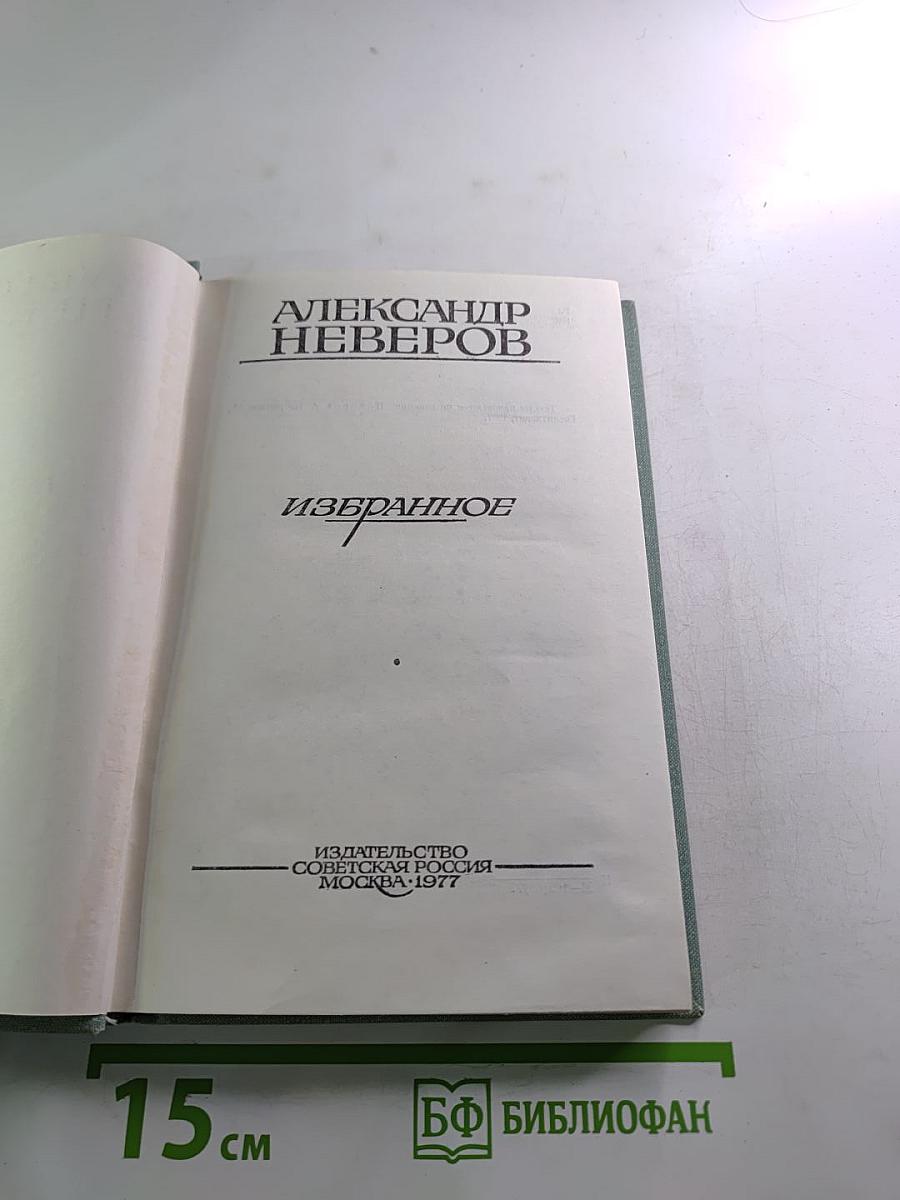 АЛЕКСАНДР
НЕВЕРОВ
ИЗБРАННОЕ
ИЗДАТЕЛЬСТВО
СОВЕТСКАЯ РОССИЯ
МОСКВА · 1977
15 см
БФ БИБЛИОФАН